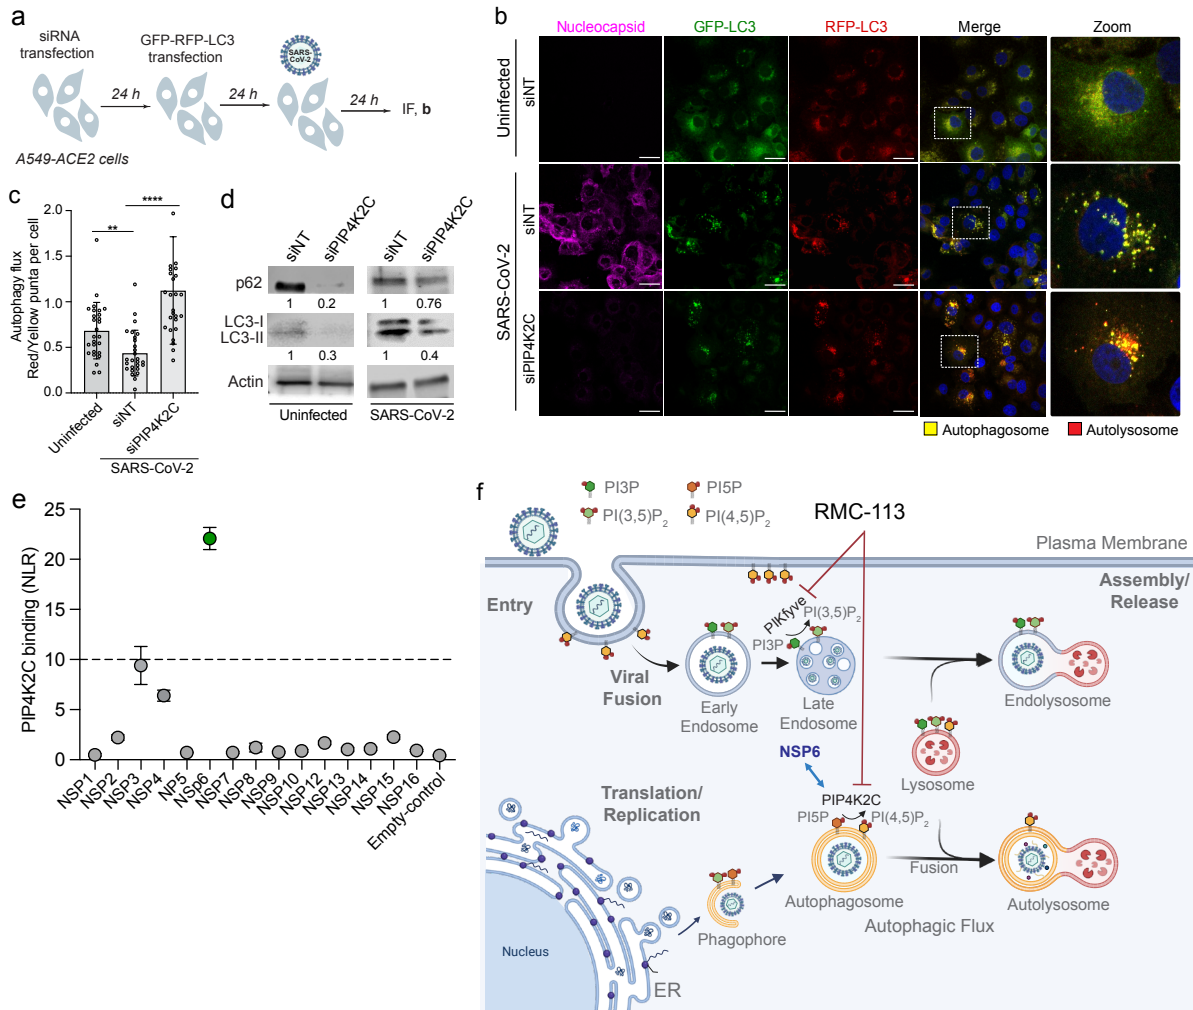 a
siRNA
transfection
GFP-RFP-LC3
transfection
SARS-
CoV-2
24 h
24 h
24 h
IF, b
A549-ACE2 cells
b
Nucleocapsid
GFP-LC3
RFP-LC3
Merge
Zoom
Uninfected
siNT
SARS-CoV-2
siNT
siPIP4K2C
Autophagosome
Autolysosome
c
Autophagy flux
Red/Yellow punta per cell
2.0
1.5
1.0
0.5
0.0
**
****
Uninfected
siNT
siPIP4K2C
SARS-CoV-2
d
siNT
siPIP4K2C
siNT
siPIP4K2C
p62
1 0.2 1 0.76
LC3-I
LC3-II
1 0.3 1 0.4
Actin
Uninfected
SARS-CoV-2
e
PIP4K2C binding (NLR)
25
20
15
10
5
0
NSP1
NSP2
NSP3
NSP4
NP5
NSp6
NSP7
NSP8
NSP9
NSP10
NSP12
NSP13
NSP14
NSP15
NSP16
Empty-control
f
PI3P
PI5P
PI(3,5)P2
PI(4,5)P2
RMC-113
Plasma Membrane
Assembly/
Release
Entry
PIKfyve
PI3P
PI(3,5)P2
Viral
Fusion
Early
Endosome
Late
Endosome
Endolysosome
Lysosome
NSP6
Translation/
Replication
PIP4K2C
PI5P
PI(4,5)P2
Fusion
Autophagosome
Autolysosome
Autophagic Flux
Phagophore
Nucleus
ER